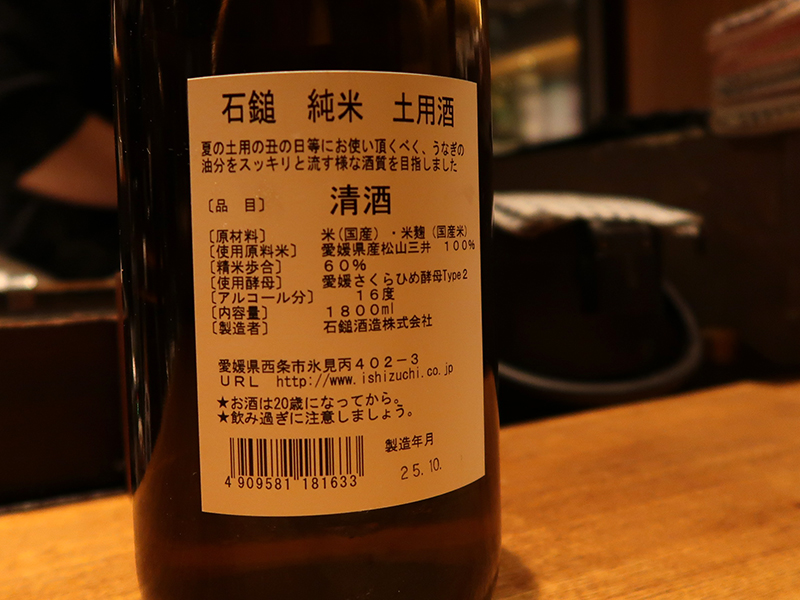 石鎚　純米　土用酒
夏の土用の丑の日等にお使い頂くべく、うなぎの
油分をスッキリと流す様な酒質を目指しました
〔品　目〕　清酒
〔原材料〕　米(国産)・米麹(国産米)
〔使用原料米〕　愛媛県産松山三井　100％
〔精米歩合〕　60％
〔使用酵母〕　愛媛さくらひめ酵母Type2
〔アルコール分〕　16度
〔内容量〕　1800ml
〔製造者〕　石鎚酒造株式会社
愛媛県西条市氷見丙402－3
URL　http://www.ishizuchi.co.jp
★お酒は20歳になってから。
★飲み過ぎに注意しましょう。
製造年月
25.10.
4 909581 181633